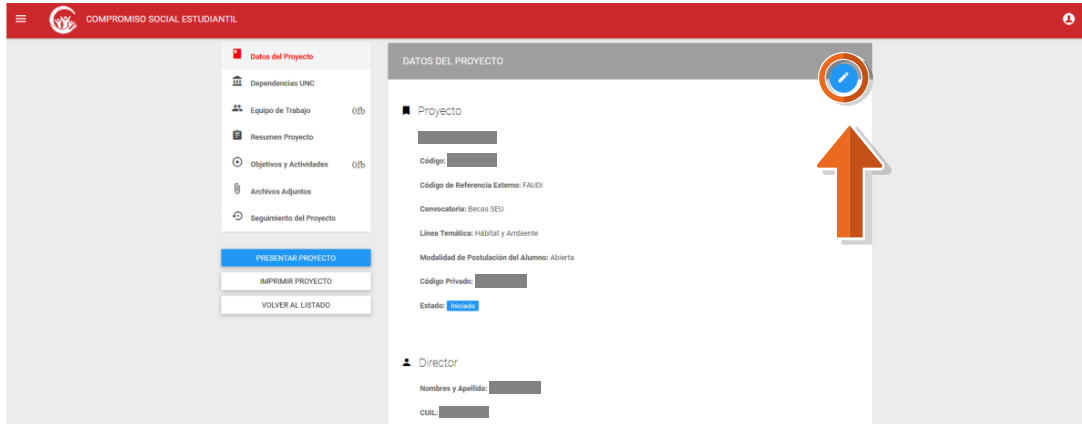 COMPROMISO SOCIAL ESTUDIANTIL
Datos del Proyecto
Dependencias UNC
Equipo de Trabajo 0fb
Resumen Proyecto
Objetivos y Actividades 0fb
Archivos Adjuntos
Seguimiento del Proyecto
PRESENTAR PROYECTO
IMPRIMIR PROYECTO
VOLVER AL LISTADO
DATOS DEL PROYECTO
Proyecto
Código:
Código de Referencia Externo: FAUDI
Convocatoria: Becas SEU
Línea Temática: Hábitat y Ambiente
Modalidad de Postulación del Alumno: Abierta
Código Privado:
Estado: Iniciado
Director
Nombres y Apellido:
CUIL: